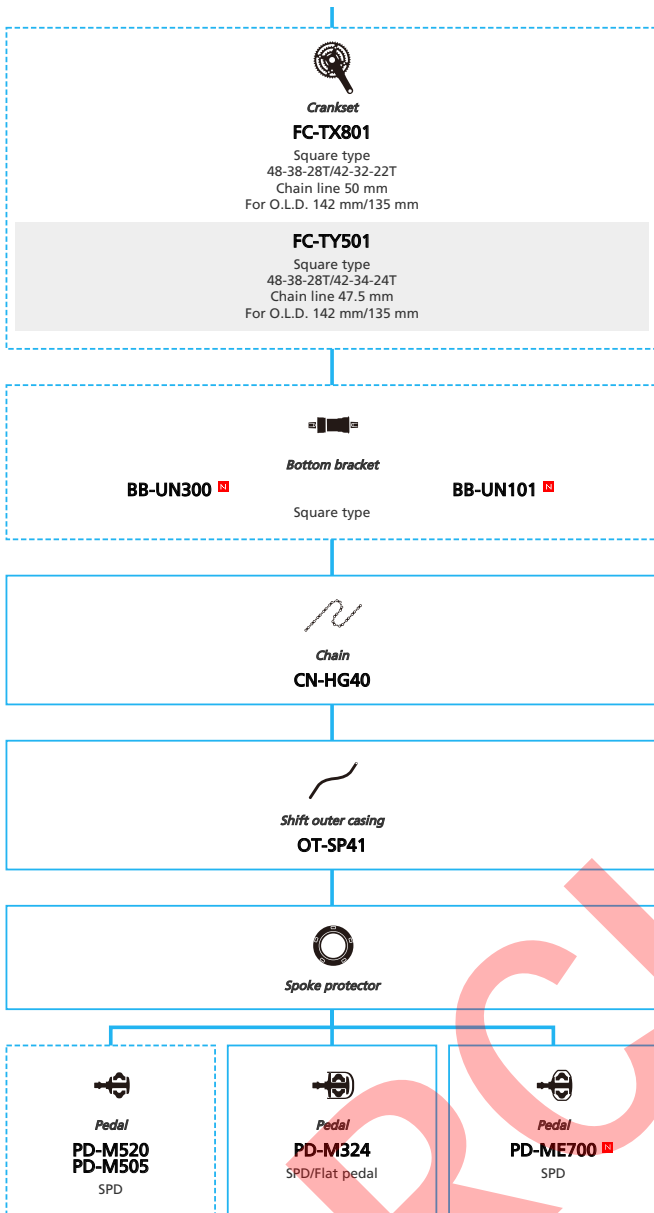 Crankset
FC-TX801
Square type
48-38-28T/42-32-22T
Chain line 50 mm
For O.L.D. 142 mm/135 mm
FC-TY501
Square type
48-38-28T/42-34-24T
Chain line 47.5 mm
For O.L.D. 142 mm/135 mm
Bottom bracket
BB-UN300 N
BB-UN101 N
Square type
Chain
CN-HG40
Shift outer casing
OT-SP41
Spoke protector
Pedal
PD-M520
PD-M505
SPD
Pedal
PD-M324
SPD/Flat pedal
Pedal
PD-ME700 N
SPD